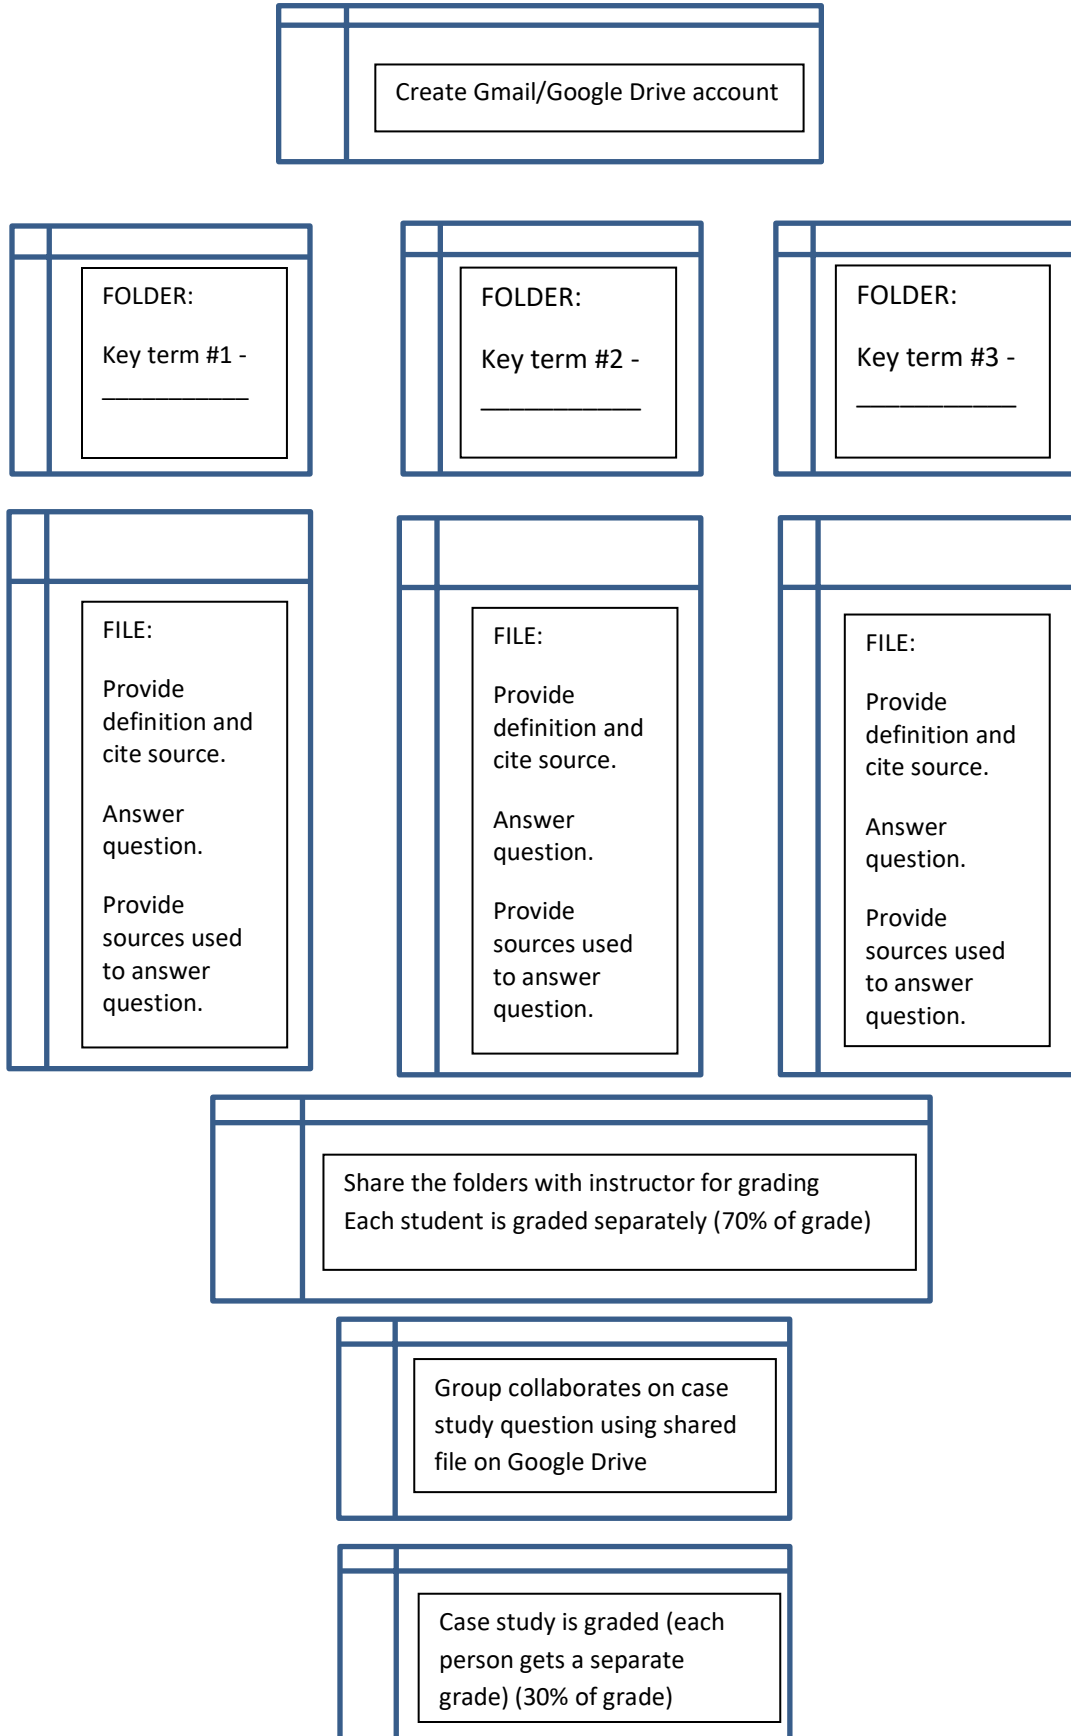 Create Gmail/Google Drive account
FOLDER:
Key term #1 -
___________
FOLDER:
Key term #2 -
___________
FOLDER:
Key term #3 -
___________
FILE:
Provide
definition and
cite source.
Answer
question.
Provide
sources used
to answer
question.
FILE:
Provide
definition and
cite source.
Answer
question.
Provide
sources used
to answer
question.
FILE:
Provide
definition and
cite source.
Answer
question.
Provide
sources used
to answer
question.
Share the folders with instructor for grading
Each student is graded separately (70% of grade)
Group collaborates on case
study question using shared
file on Google Drive
Case study is graded (each
person gets a separate
grade) (30% of grade)